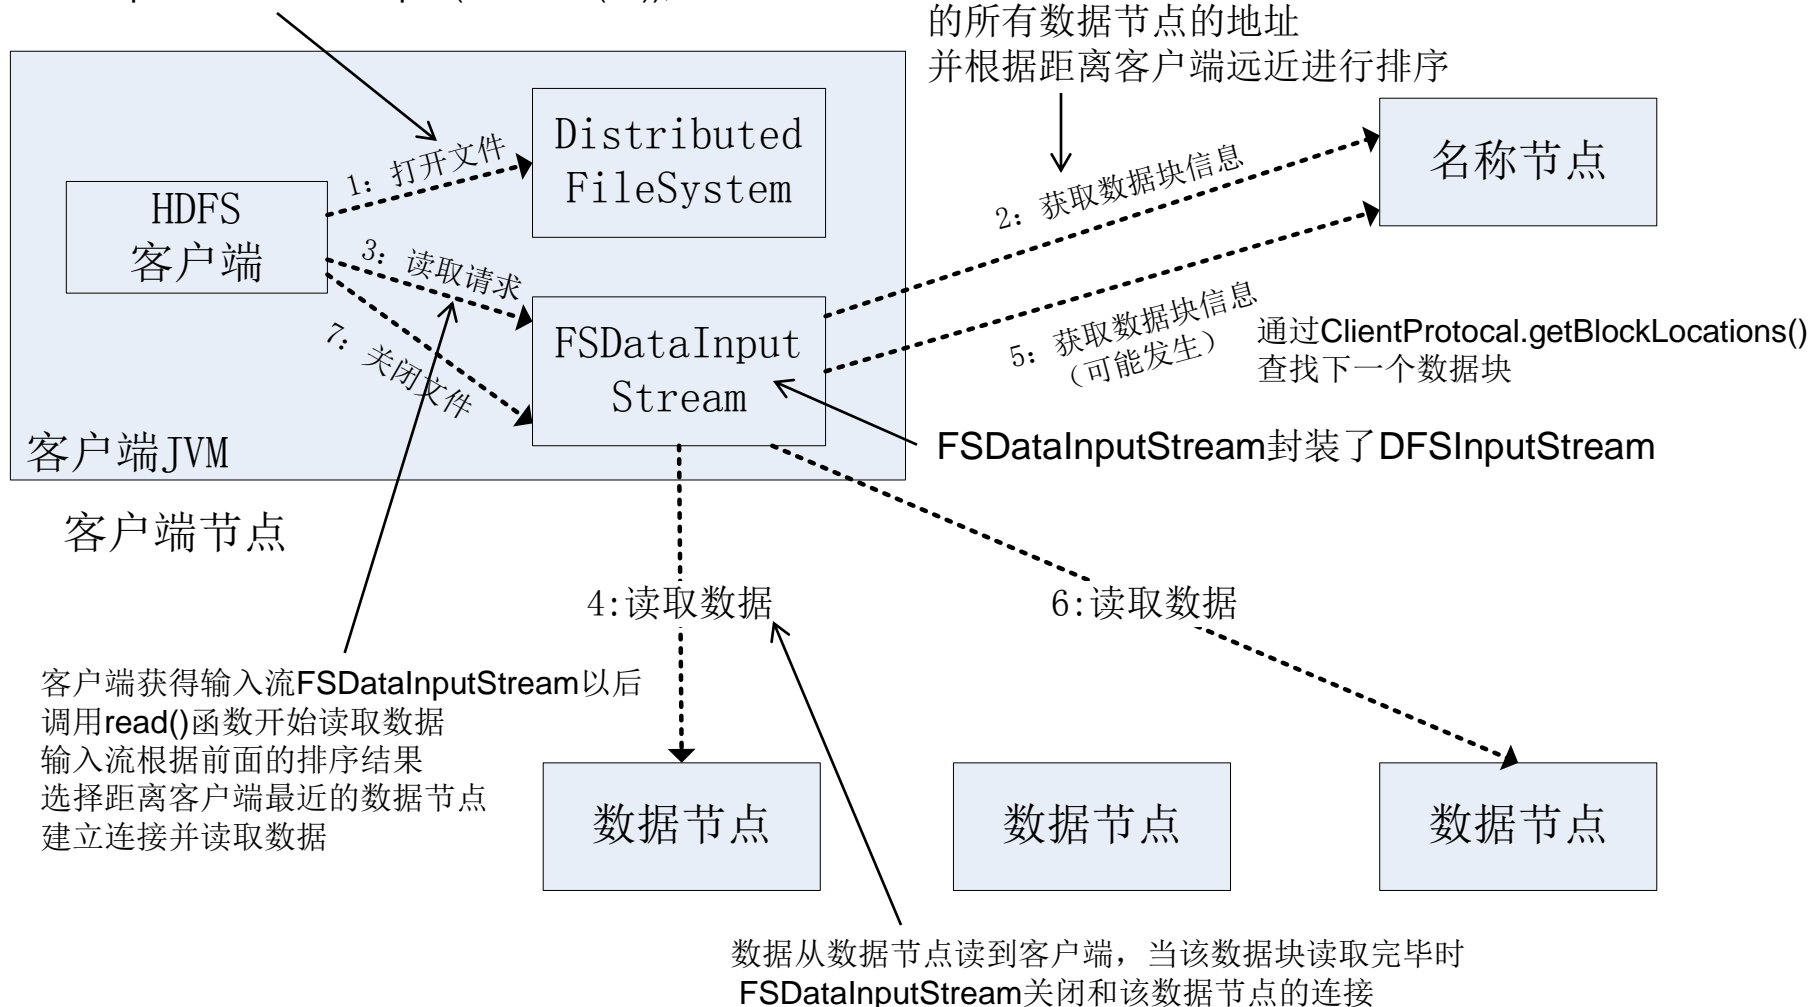 的所有数据节点的地址
并根据距离客户端远近进行排序
Distributed
FileSystem
名称节点
1: 打开文件
HDFS
客户端
2: 获取数据块信息
3: 读取请求
FSDataInput
Stream
7: 关闭文件
5: 获取数据块信息
(可能发生)
通过ClientProtocal.getBlockLocations()
查找下一个数据块
FSDataInputStream封装了DFSInputStream
客户端JVM
客户端节点
4:读取数据
6:读取数据
客户端获得输入流FSDataInputStream以后
调用read()函数开始读取数据
输入流根据前面的排序结果
选择距离客户端最近的数据节点
建立连接并读取数据
数据节点
数据节点
数据节点
数据从数据节点读到客户端，当该数据块读取完毕时
FSDataInputStream关闭和该数据节点的连接